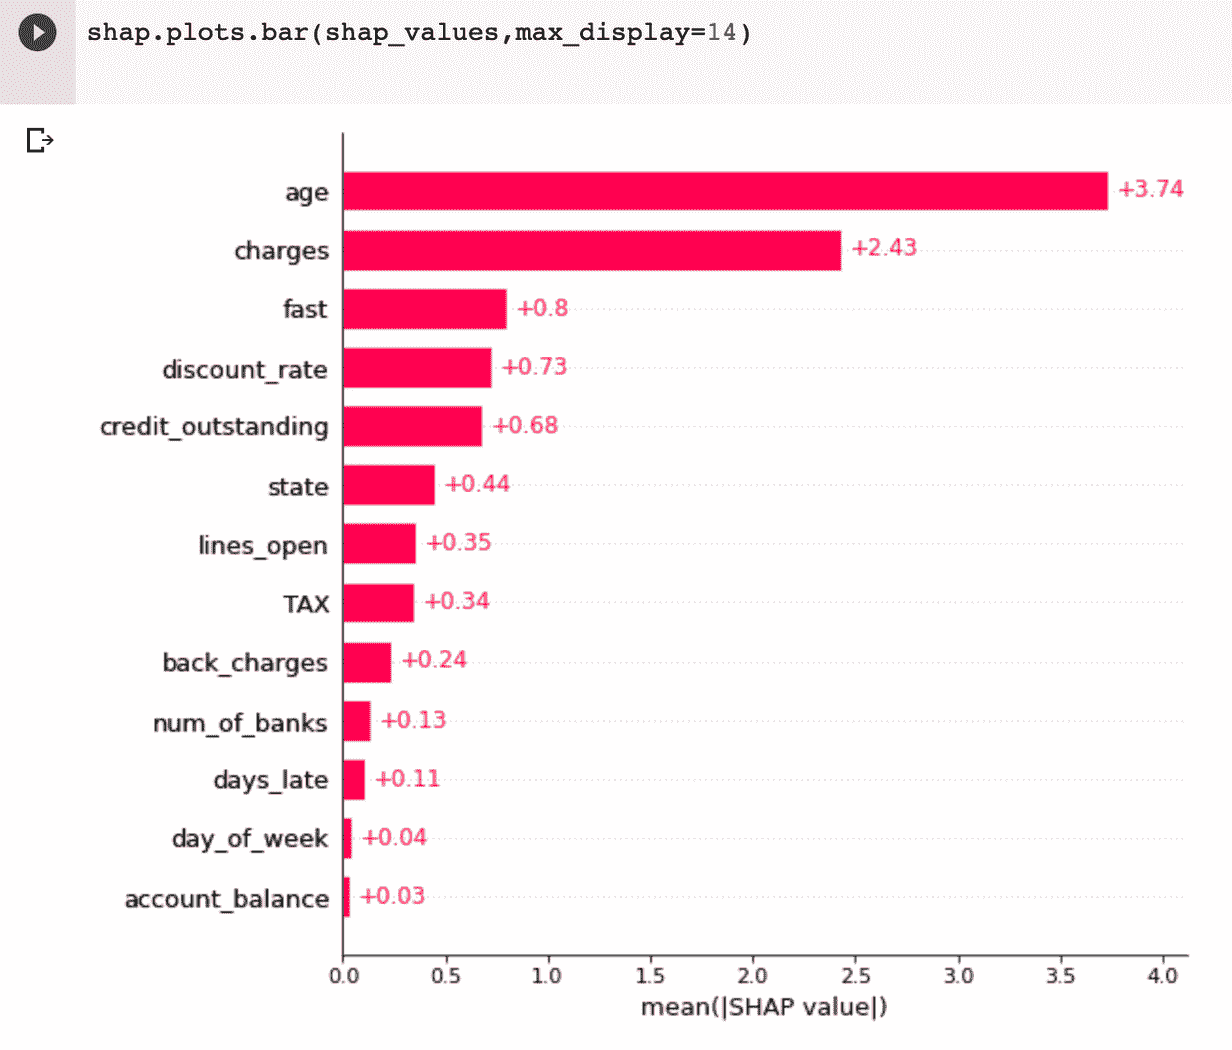 shap.plots.bar(shap_values,max_display=14)
age +3.74
charges +2.43
fast +0.8
discount_rate +0.73
credit_outstanding +0.68
state +0.44
lines_open +0.35
TAX +0.34
back_charges +0.24
num_of_banks +0.13
days_late +0.11
day_of_week +0.04
account_balance +0.03
0.0 0.5 1.0 1.5 2.0 2.5 3.0 3.5 4.0
mean(|SHAP value|)